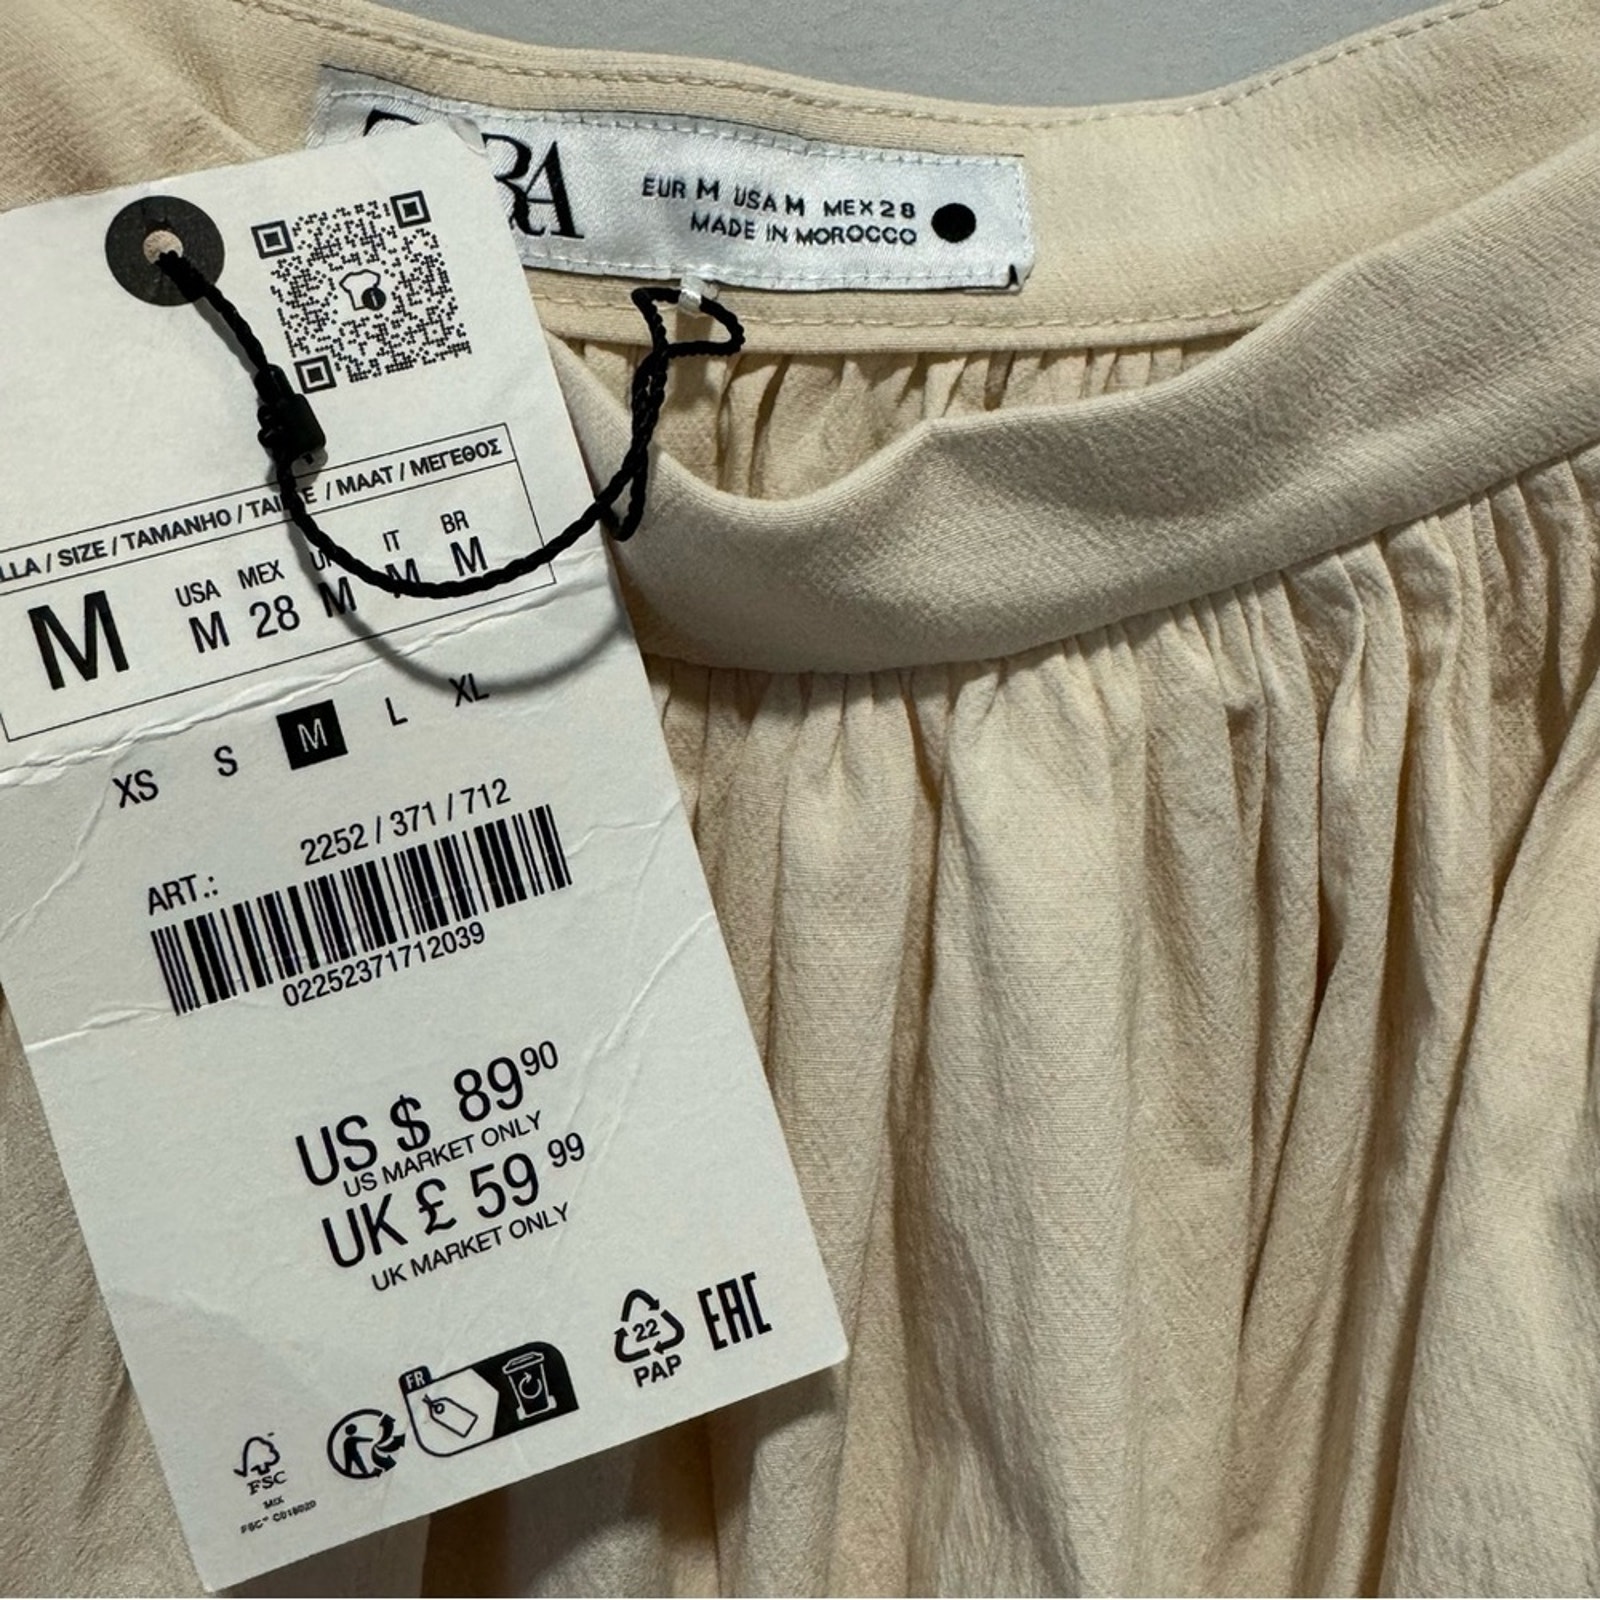 EUR M USA M MEX 28
MADE IN MOROCCO
/ SIZE / TAMANHO / / MAAT / ΜΕΓΕΘΟΣ
USA MEX IT BR
M M 28 M M M
XS S M L XL
ART.: 2252 / 371 / 712
02252371712039
US $ 89 90
US MARKET ONLY
UK £ 59 99
UK MARKET ONLY
22
PAP
EAC
FR
FSC
MIX